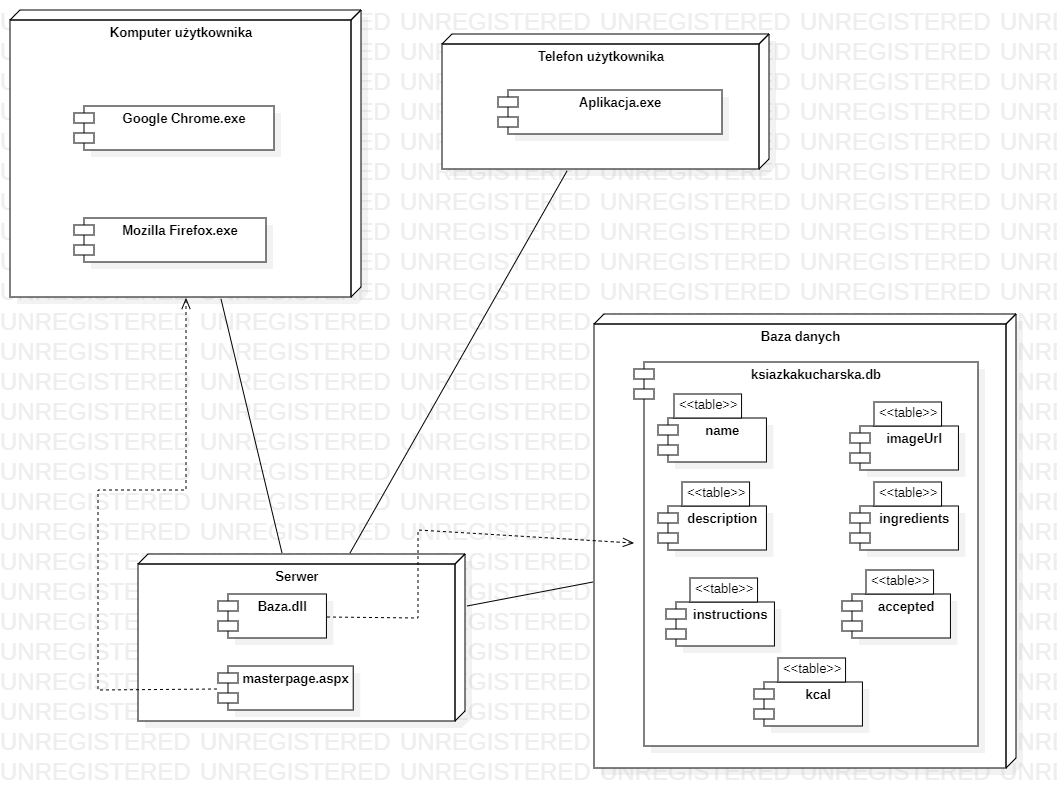 Komputer użytkownika
Google Chrome.exe
Mozilla Firefox.exe
Telefon użytkownika
Aplikacja.exe
Baza danych
ksiazkakucharska.db
<<table>>
name
<<table>>
imageUrl
<<table>>
description
<<table>>
ingredients
<<table>>
instructions
<<table>>
accepted
<<table>>
kcal
Serwer
Baza.dll
masterpage.aspx
UNREGISTERED